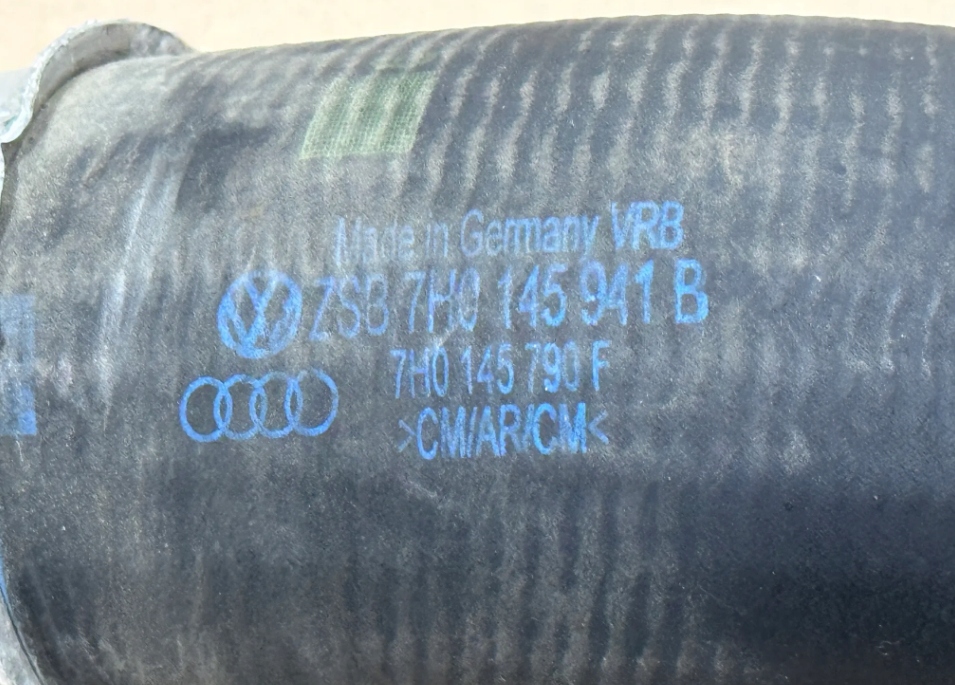 Made in Germany VRB
ZSB 7H0 145 941 B
7H0 145 790 F
>CM/AR/CM<